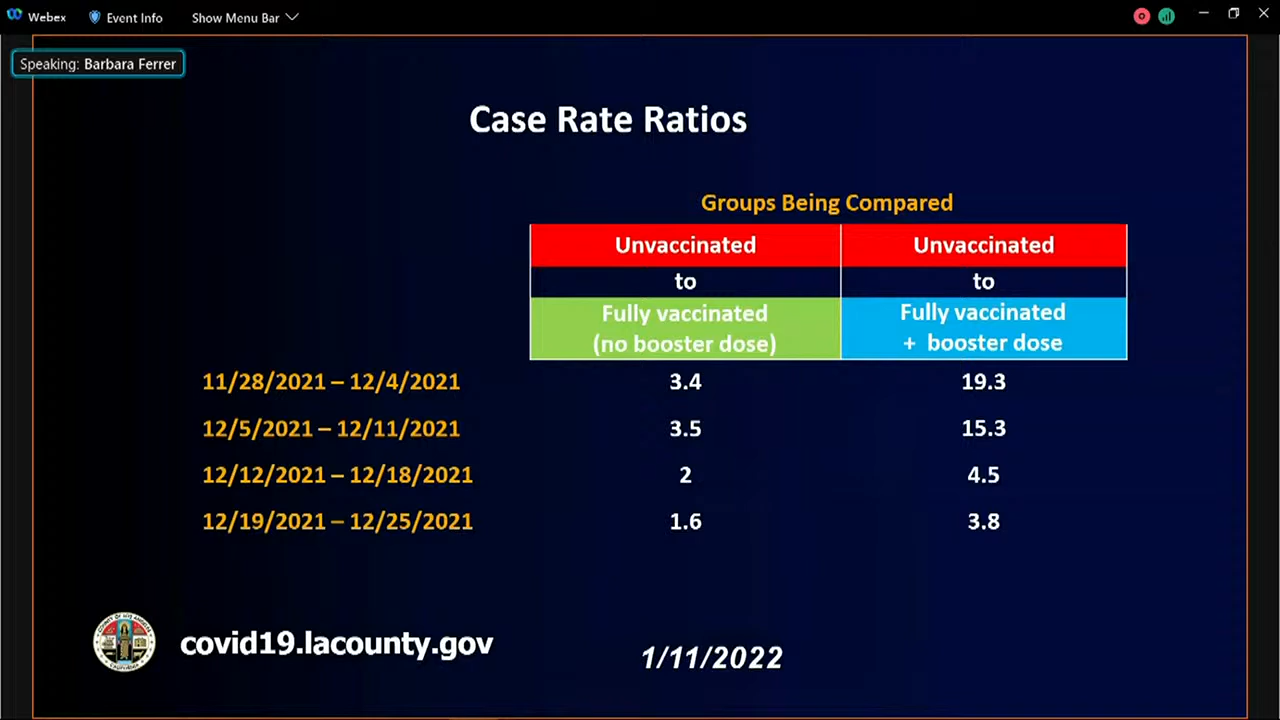 Webex Event Info Show Menu Bar
Speaking: Barbara Ferrer
Case Rate Ratios
Groups Being Compared
Unvaccinated Unvaccinated
to to
Fully vaccinated Fully vaccinated
(no booster dose) + booster dose
11/28/2021 – 12/4/2021 3.4 19.3
12/5/2021 – 12/11/2021 3.5 15.3
12/12/2021 – 12/18/2021 2 4.5
12/19/2021 – 12/25/2021 1.6 3.8
covid19.lacounty.gov
1/11/2022